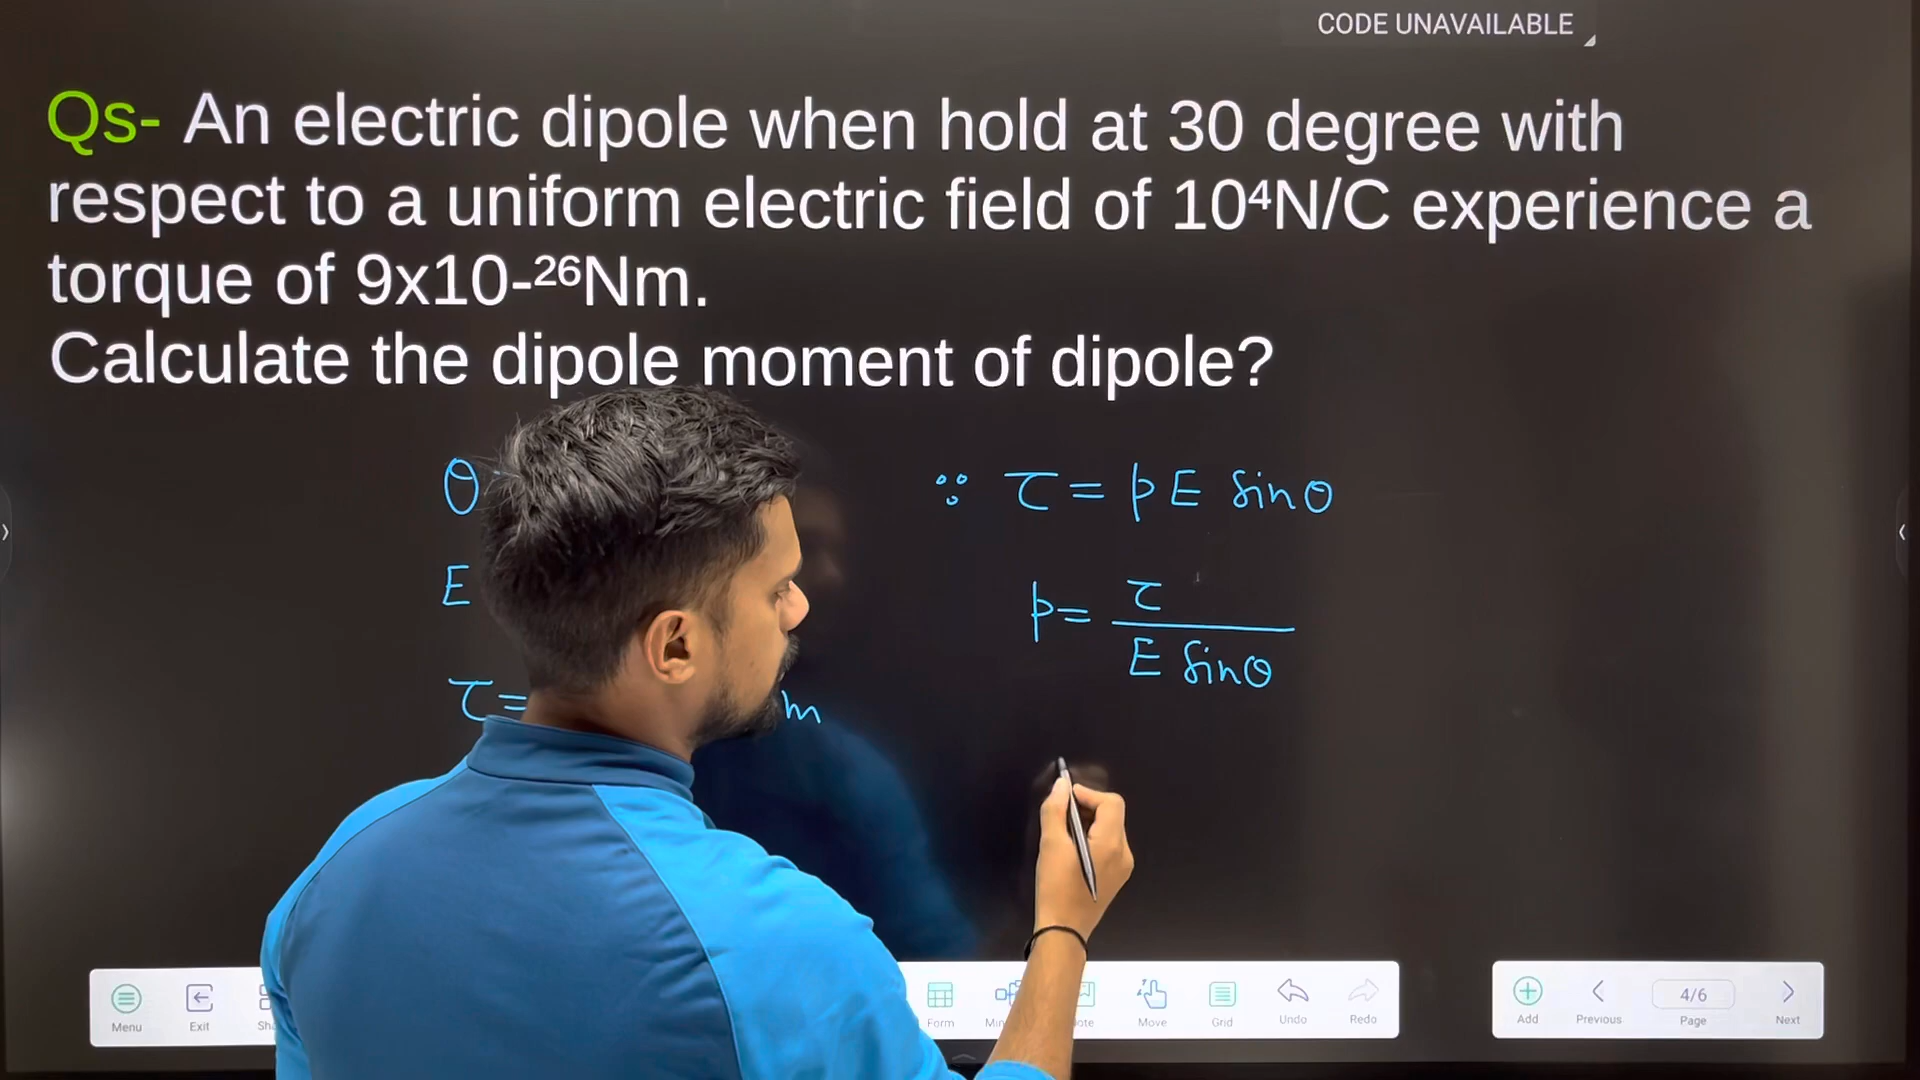 CODE UNAVAILABLE
Qs- An electric dipole when hold at 30 degree with
respect to a uniform electric field of 10⁴N/C experience a
torque of 9x10-²⁶Nm.
Calculate the dipole moment of dipole?
θ
E
τ =
m
∵ τ = p E sinθ
p = τ / E sinθ
Menu
Exit
Form
Move
Grid
Undo
Redo
Add
Previous
4/6
Page
Next